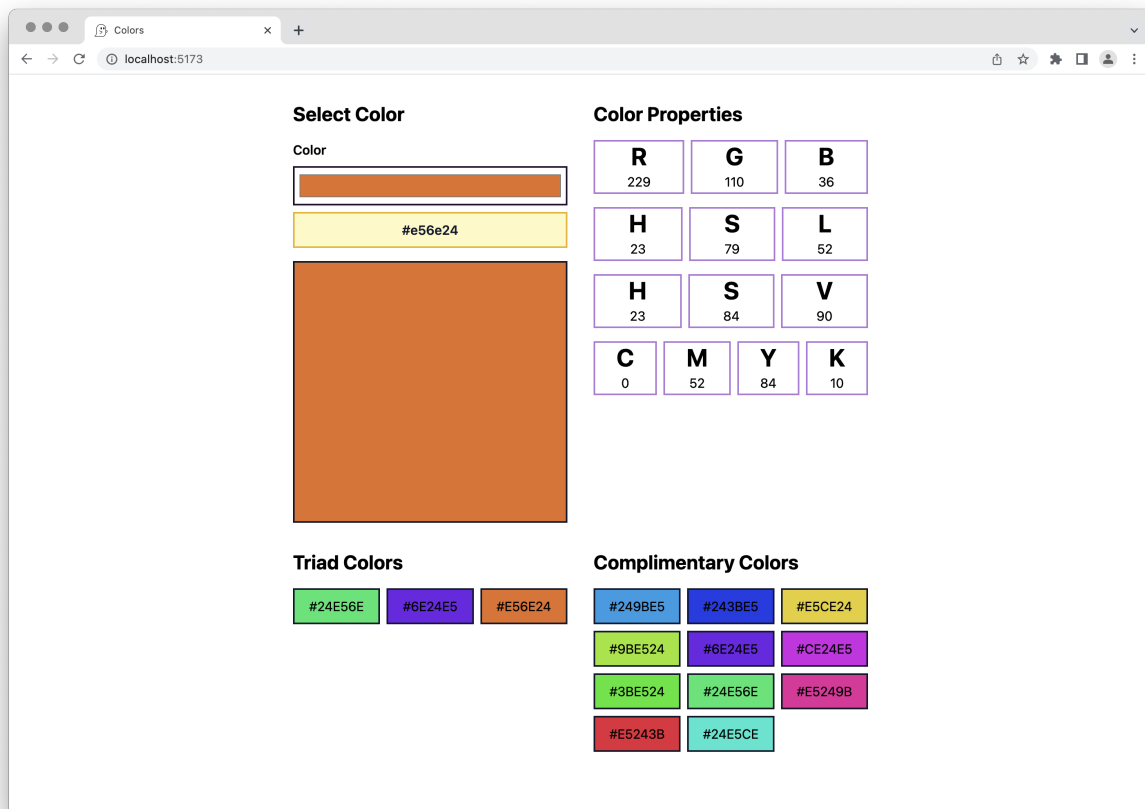 Colors
localhost:5173
Select Color
Color
#e56e24
Color Properties
R G B
229 110 36
H S L
23 79 52
H S V
23 84 90
C M Y K
0 52 84 10
Triad Colors
#24E56E #6E24E5 #E56E24
Complimentary Colors
#249BE5 #243BE5 #E5CE24
#9BE524 #6E24E5 #CE24E5
#3BE524 #24E56E #E5249B
#E5243B #24E5CE